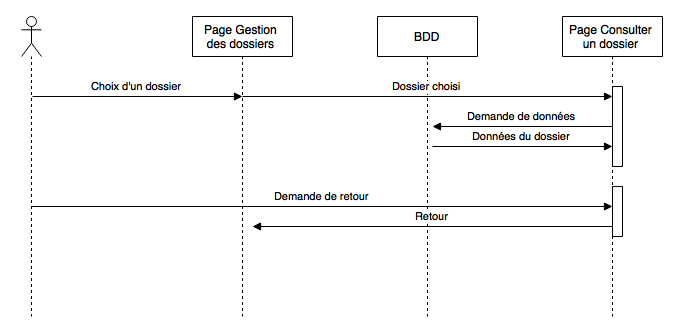 Page Gestion
des dossiers
BDD
Page Consulter
un dossier
Choix d'un dossier
Dossier choisi
Demande de données
Données du dossier
Demande de retour
Retour